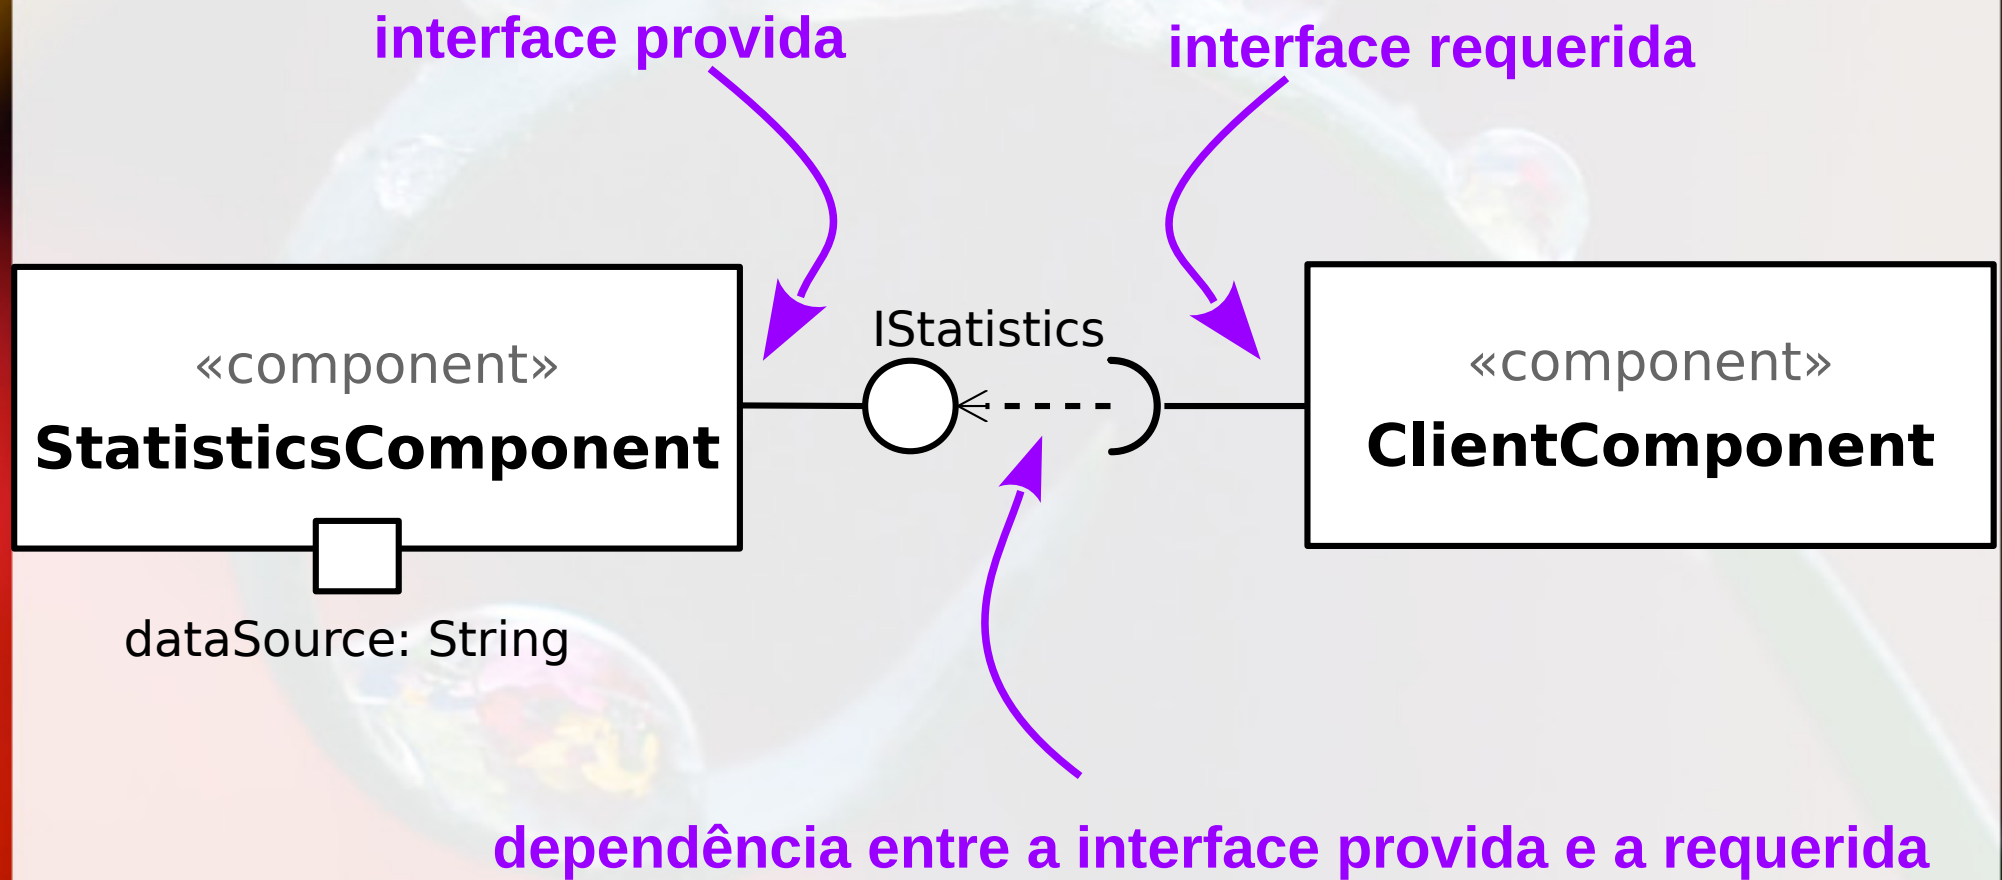 interface provida
interface requerida
IStatistics
«component»
StatisticsComponent
«component»
ClientComponent
dataSource: String
dependência entre a interface provida e a requerida